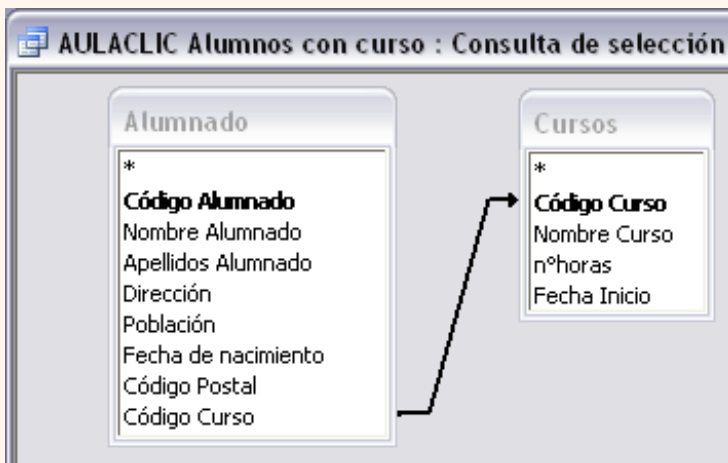 AULACLIC Alumnos con curso : Consulta de selección
Alumnado
*
Código Alumnado
Nombre Alumnado
Apellidos Alumnado
Dirección
Población
Fecha de nacimiento
Código Postal
Código Curso
Cursos
*
Código Curso
Nombre Curso
nºhoras
Fecha Inicio